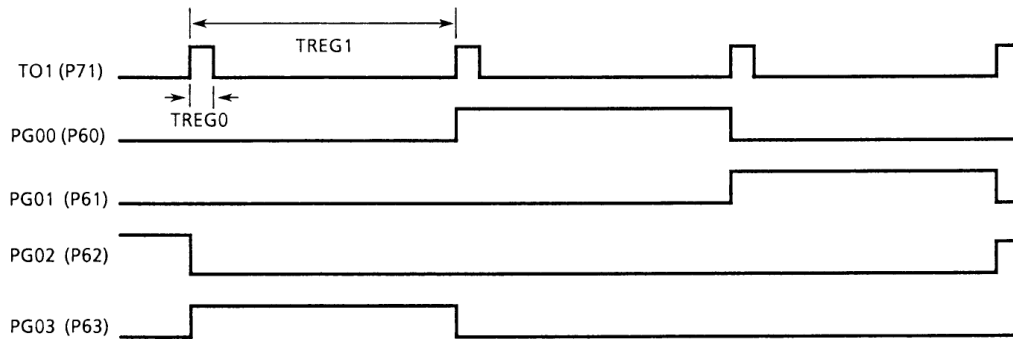 TREG1
TO1 (P71)
TREG0
PG00 (P60)
PG01 (P61)
PG02 (P62)
PG03 (P63)